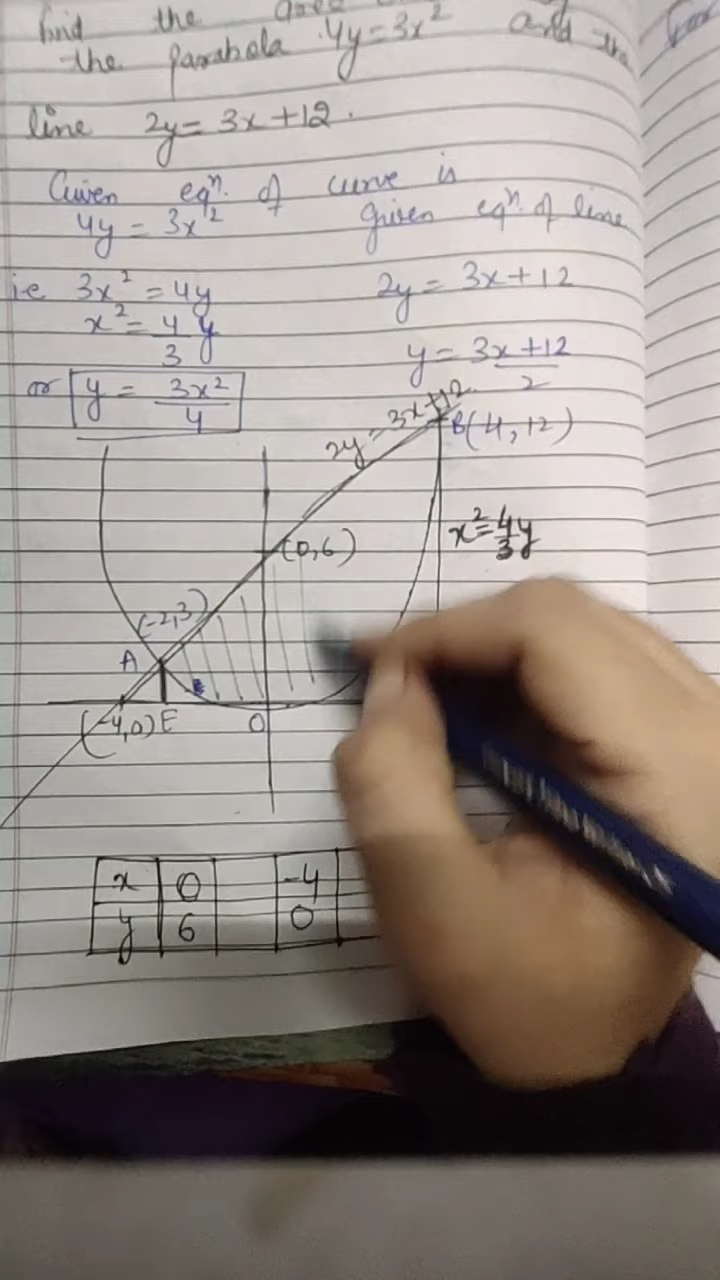 find the
the parabola 4y = 3x² and the
line 2y = 3x + 12.
Given eqⁿ. of curve is
4y = 3x²
given eqⁿ. of line
i.e 3x² = 4y
2y = 3x + 12
x² = 4/3 y
y = 3x + 12 / 2
or y = 3x² / 4
2y = 3x + 12
B(4, 12)
x² = 4/3 y
(0, 6)
(-2, 3)
A
(-4, 0) E O
x 0 -4
y 6 0